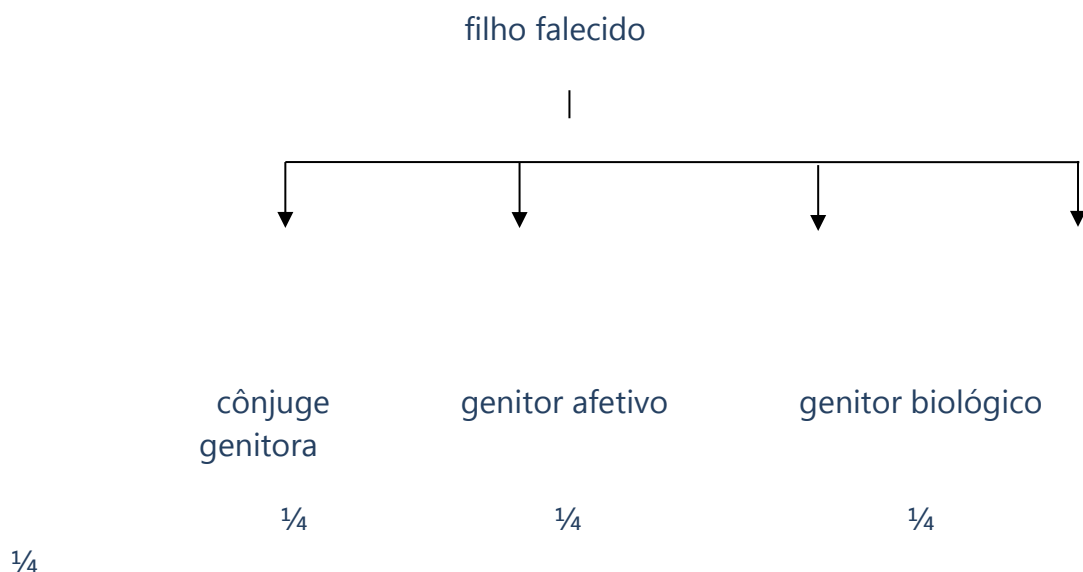 filho falecido
cônjuge genitor afetivo genitor biológico
genitora
¼ ¼ ¼
¼